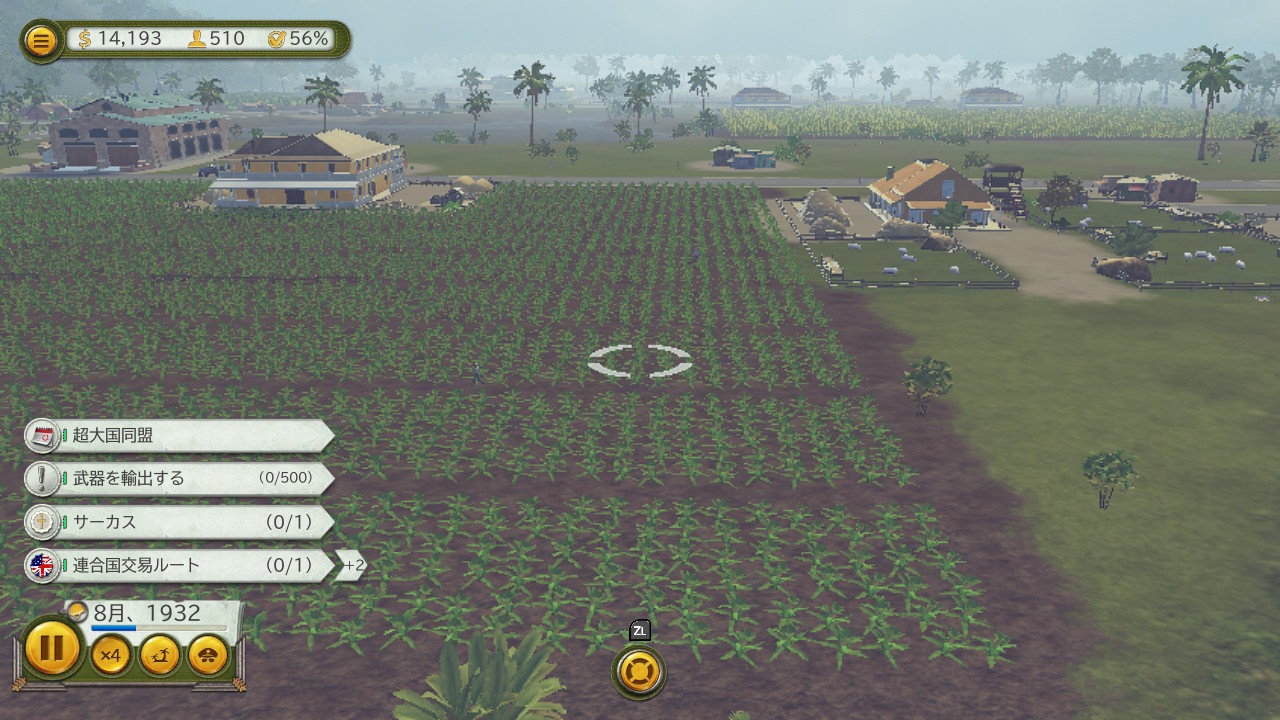 $ 14,193 510 56%
超大国同盟
武器を輸出する (0/500)
サーカス (0/1)
連合国交易ルート (0/1) +2
8月、1932
×4
ZL